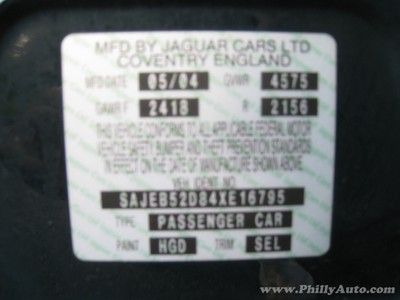 MFD BY JAGUAR CARS LTD
COVENTRY ENGLAND
MFD DATE 05/04 GVWR 4575
GAWR F 2418 R 2156
THIS VEHICLE CONFORMS TO ALL APPLICABLE FEDERAL MOTOR
VEHICLE SAFETY BUMPER AND THEFT PREVENTION STANDARDS
IN EFFECT ON THE DATE OF MANUFACTURE SHOWN ABOVE.
VEH. IDENT NO.
SAJEB52D84XE16795
TYPE PASSENGER CAR
PAINT HGD TRIM SEL
www.PhillyAuto.com